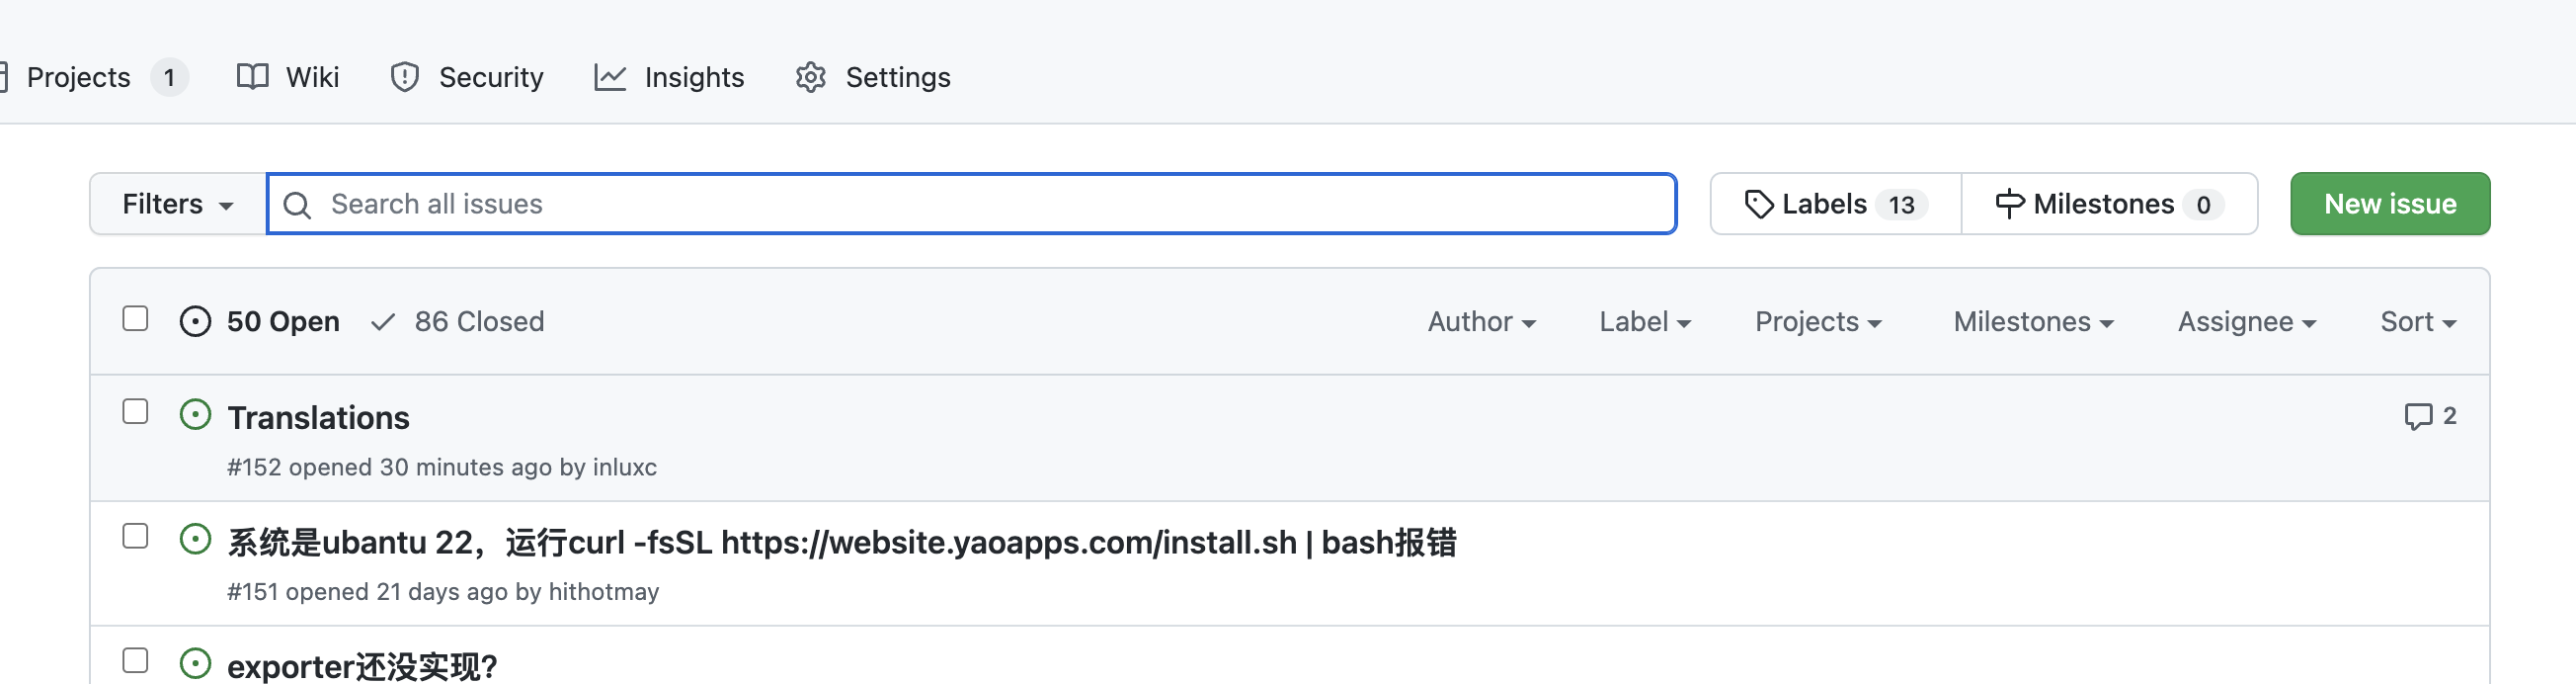 Projects 1 Wiki Security Insights Settings
Filters Search all issues Labels 13 Milestones 0 New issue
50 Open 86 Closed Author Label Projects Milestones Assignee Sort
Translations 2
#152 opened 30 minutes ago by inluxc
系统是ubantu 22，运行curl -fsSL https://website.yaoapps.com/install.sh | bash报错
#151 opened 21 days ago by hithotmay
exporter还没实现?